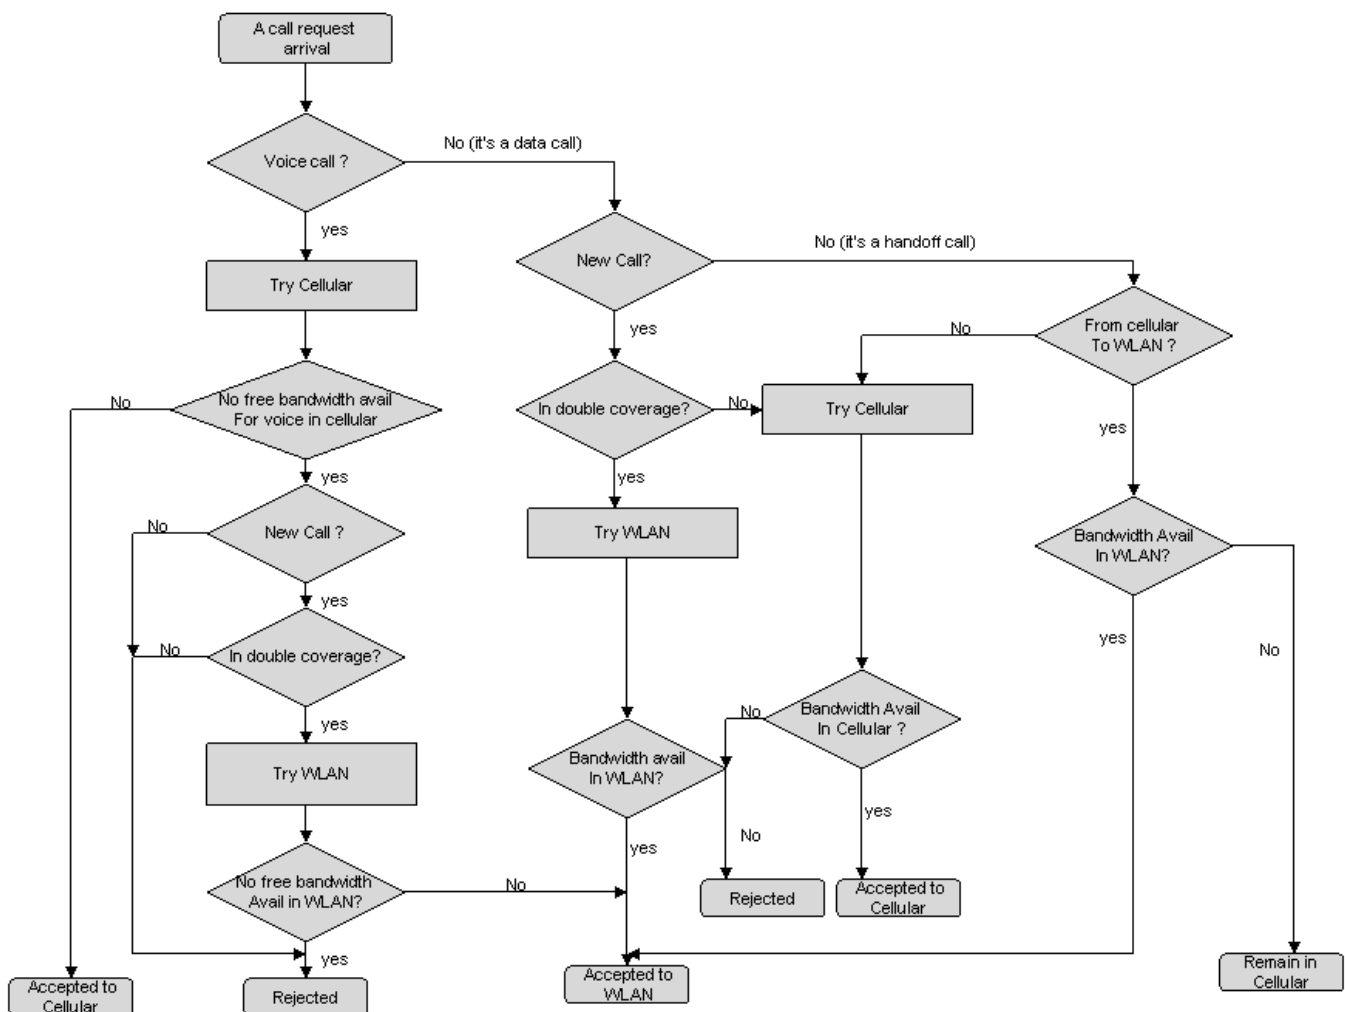 A call request
arrival
No (it's a data call)
Voice call ?
yes
No (it's a handoff call)
New Call?
Try Cellular
yes
No
From cellular
To WLAN ?
No
No free bandwidth avail
For voice in cellular
In double coverage?
No
Try Cellular
yes
yes
yes
No
New Call ?
Try WLAN
Bandwidth Avail
In WLAN?
yes
No
In double coverage?
yes
No
yes
No
Bandwidth Avail
In Cellular ?
Try WLAN
Bandwidth avail
In WLAN?
yes
No
yes
No free bandwidth
Avail in WLAN?
No
Rejected
Accepted to
Cellular
yes
Accepted to
Cellular
Rejected
Accepted to
WLAN
Remain in
Cellular